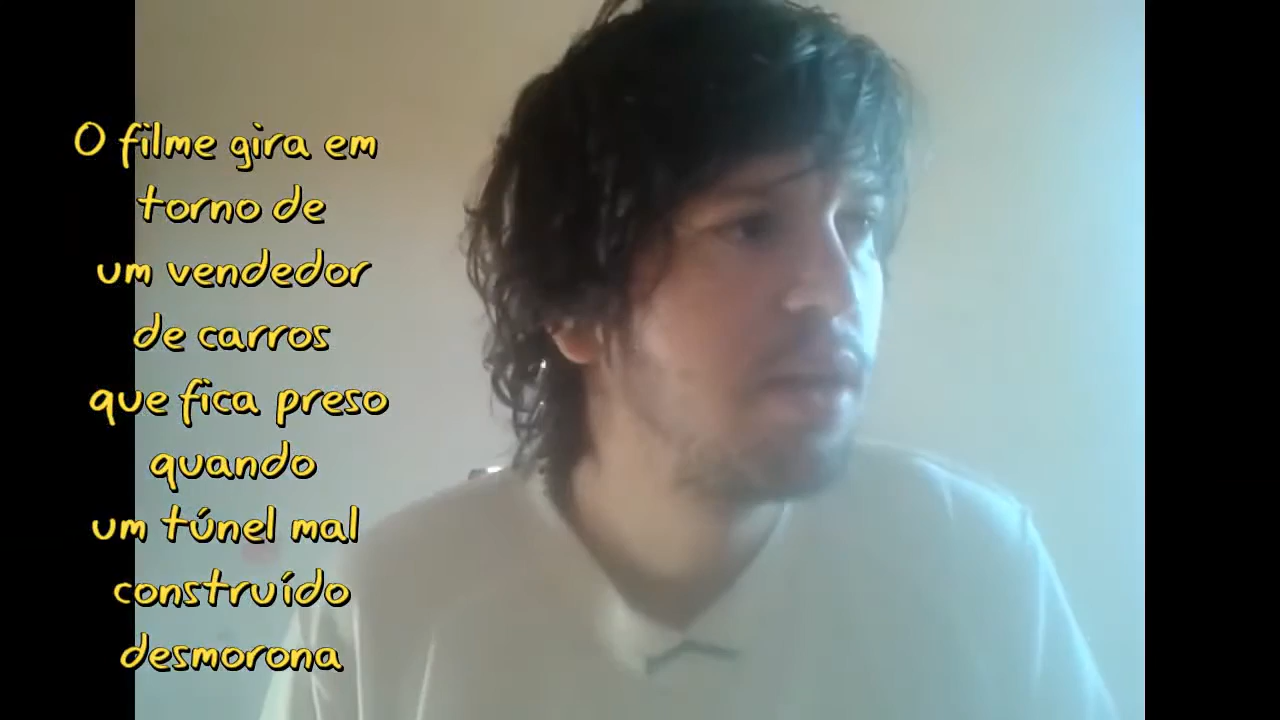 O filme gira em
torno de
um vendedor
de carros
que fica preso
quando
um túnel mal
construído
desmorona